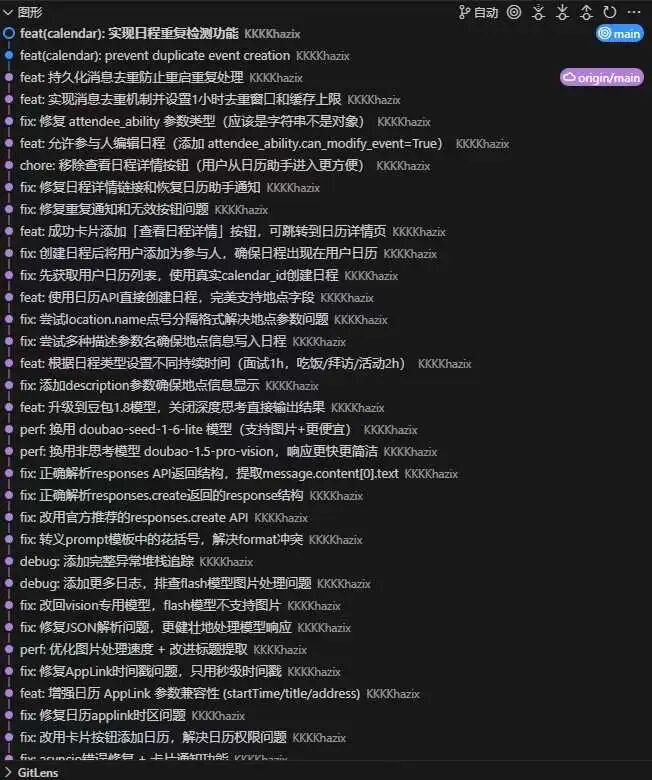 图形
自动
feat(calendar): 实现日程重复检测功能 KKKKhazix
main
feat(calendar): prevent duplicate event creation KKKKhazix
feat: 持久化消息去重防止重启重复处理 KKKKhazix
origin/main
feat: 实现消息去重机制并设置1小时去重窗口和缓存上限 KKKKhazix
fix: 修复 attendee_ability 参数类型（应该是字符串不是对象） KKKKhazix
feat: 允许参与人编辑日程（添加 attendee_ability.can_modify_event=True） KKKKhazix
chore: 移除查看日程详情按钮（用户从日历助手进入更方便） KKKKhazix
fix: 修复日程详情链接和恢复日历助手通知 KKKKhazix
fix: 修复重复通知和无效按钮问题 KKKKhazix
feat: 成功卡片添加「查看日程详情」按钮，可跳转到日历详情页 KKKKhazix
fix: 创建日程后将用户添加为参与人，确保日程出现在用户日历 KKKKhazix
fix: 先获取用户日历列表，使用真实calendar_id创建日程 KKKKhazix
feat: 使用日历API直接创建日程，完美支持地点字段 KKKKhazix
fix: 尝试location.name点号分隔格式解决地点参数问题 KKKKhazix
fix: 尝试多种描述参数名确保地点信息写入日程 KKKKhazix
feat: 根据日程类型设置不同持续时间（面试1h，吃饭/拜访/活动2h） KKKKhazix
fix: 添加description参数确保地点信息显示 KKKKhazix
feat: 升级到豆包1.8模型，关闭深度思考直接输出结果 KKKKhazix
perf: 换用 doubao-seed-1-6-lite 模型（支持图片+更便宜） KKKKhazix
perf: 换用非思考模型 doubao-1.5-pro-vision，响应更快更简洁 KKKKhazix
fix: 正确解析responses API返回结构，提取message.content[0].text KKKKhazix
fix: 正确解析responses.create返回的response结构 KKKKhazix
fix: 改用官方推荐的responses.create API KKKKhazix
fix: 转义prompt模板中的花括号，解决format冲突 KKKKhazix
debug: 添加完整异常堆栈追踪 KKKKhazix
debug: 添加更多日志，排查flash模型图片处理问题 KKKKhazix
fix: 改回vision专用模型，flash模型不支持图片 KKKKhazix
fix: 修复JSON解析问题，更健壮地处理模型响应 KKKKhazix
perf: 优化图片处理速度 + 改进标题提取 KKKKhazix
fix: 修复AppLink时间戳问题，只用秒级时间戳 KKKKhazix
feat: 增强日历 AppLink 参数兼容性 (startTime/title/address) KKKKhazix
fix: 修复日历applink时区问题 KKKKhazix
fix: 改用卡片按钮添加日历，解决日历权限问题 KKKKhazix
fix: asyncio错误修复 + 卡片通知功能 KKKKhazix
GitLens